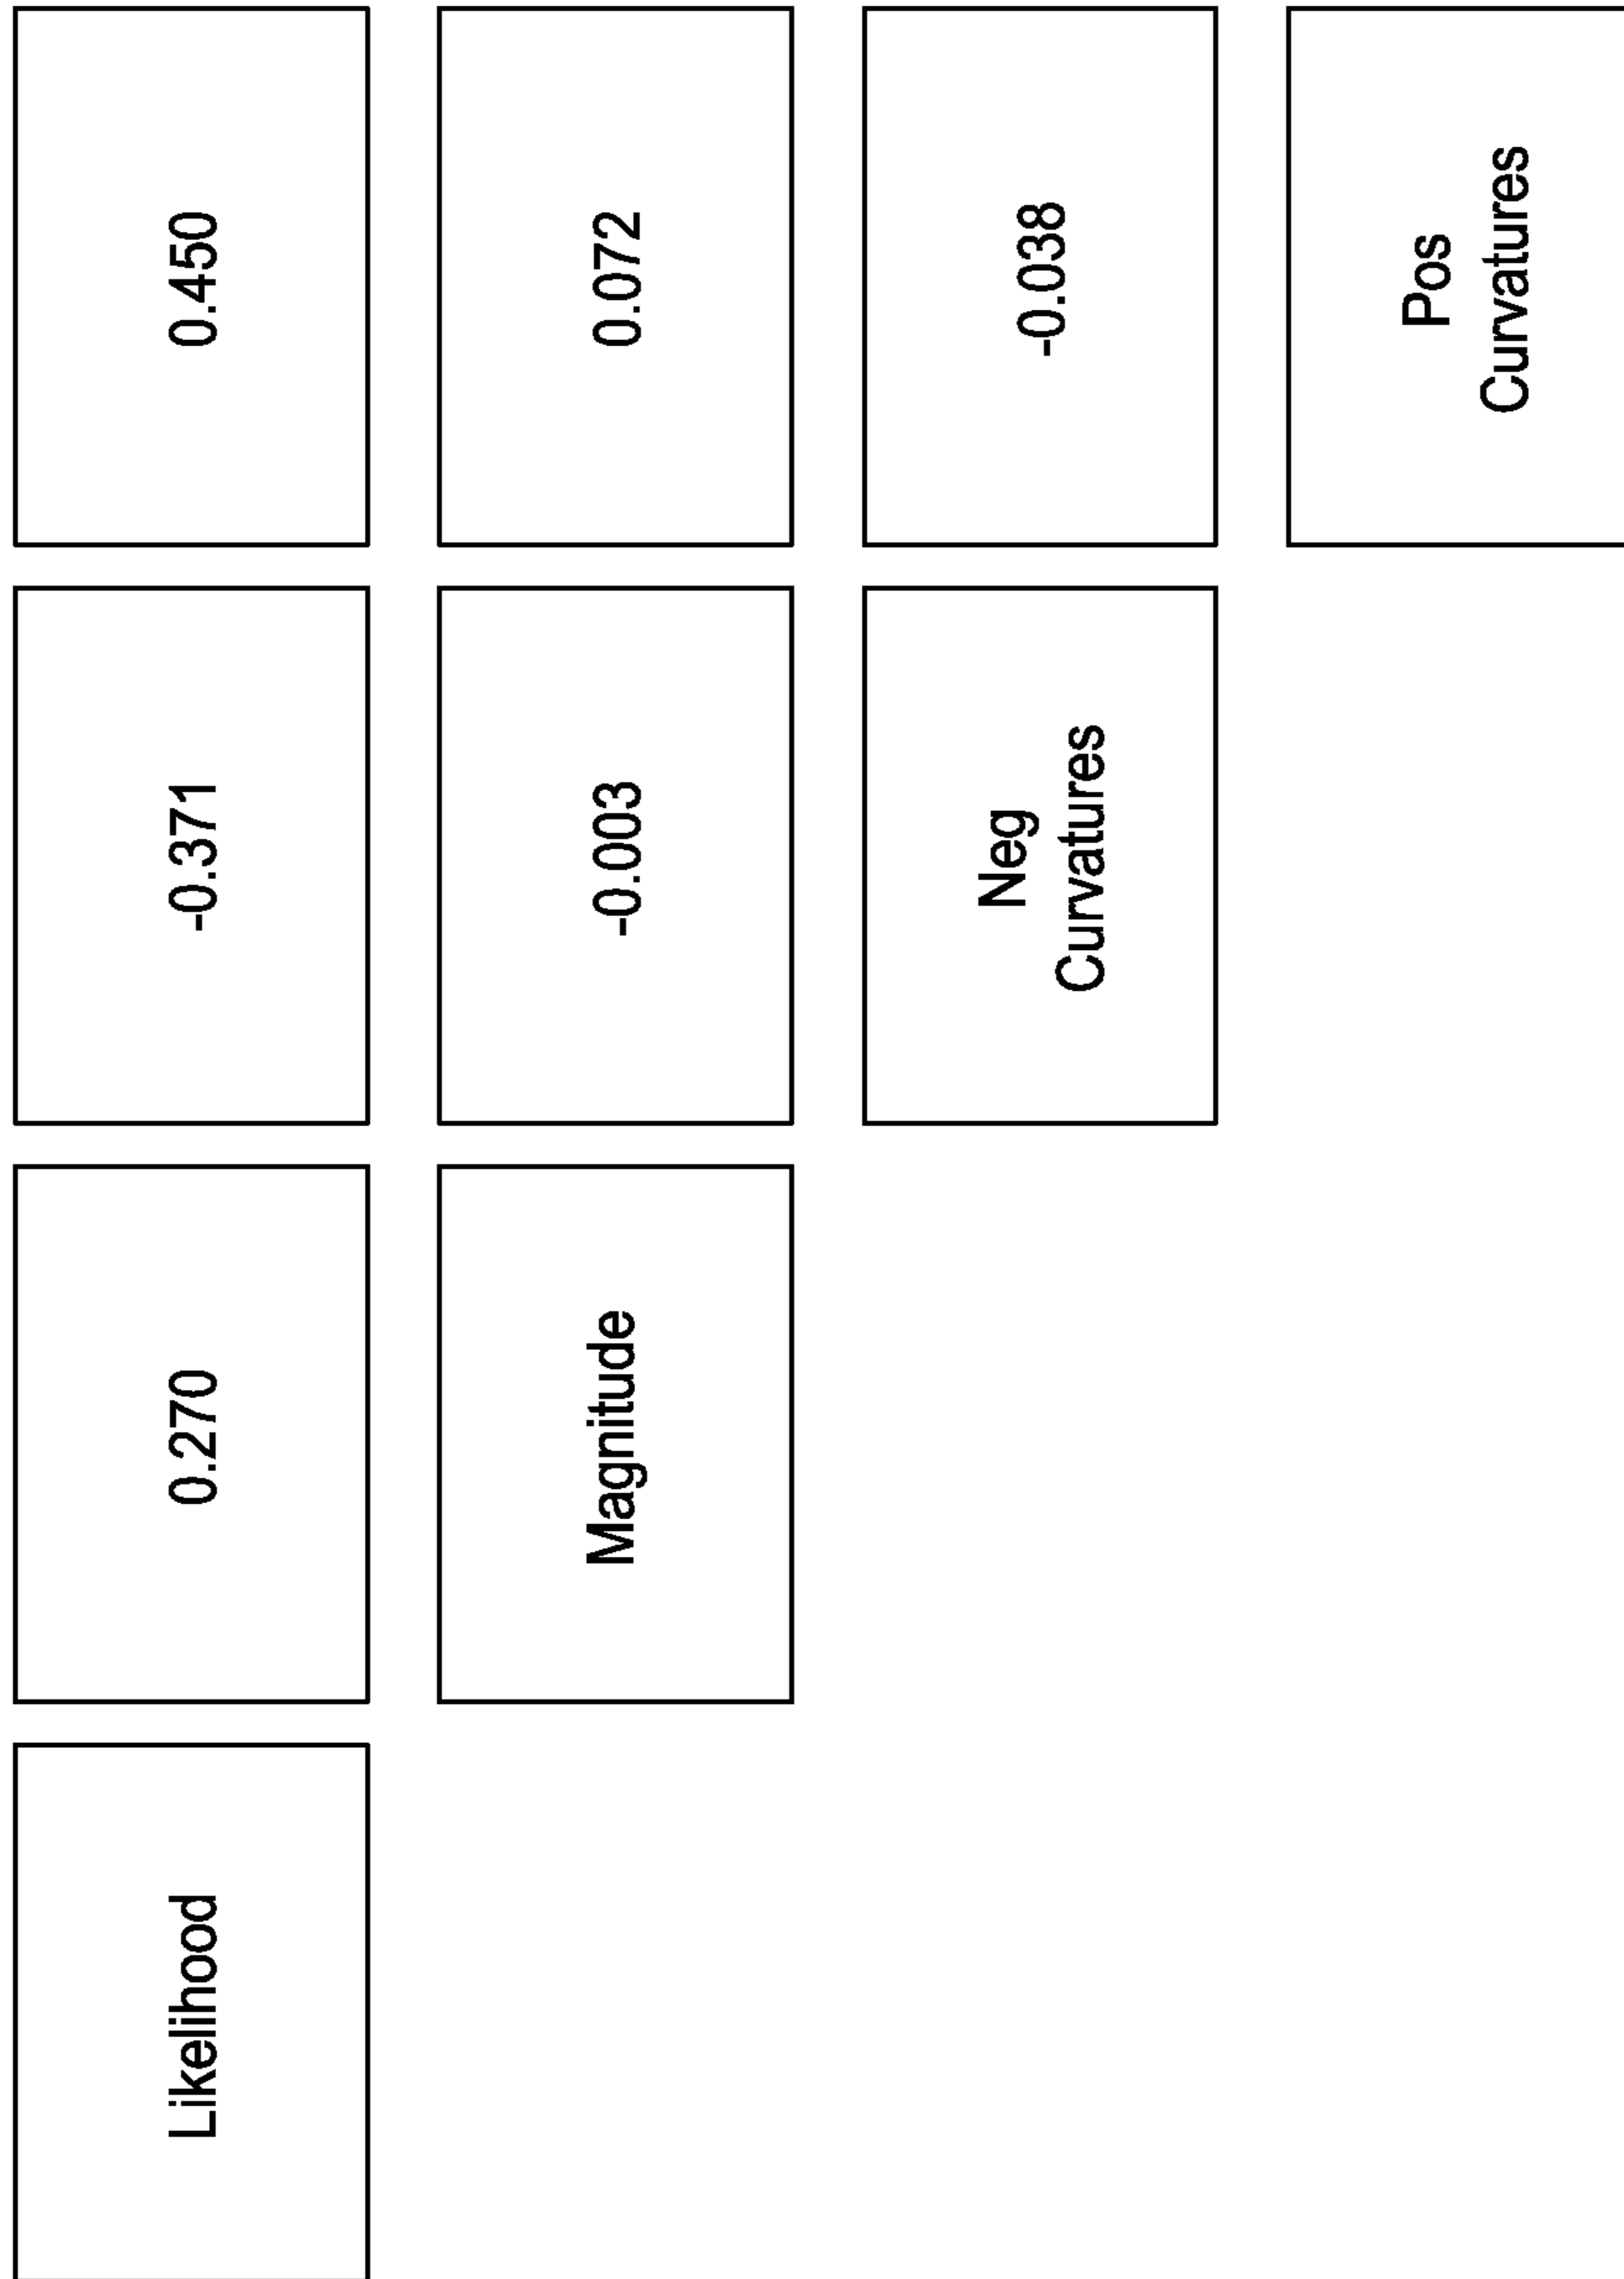 Likelihood
0.270
-0.371
0.450
Magnitude
-0.003
0.072
Neg
Curvatures
-0.038
Pos
Curvatures